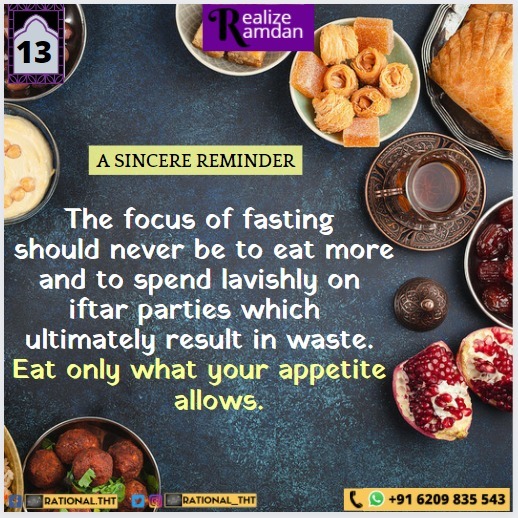 13
Realize
Ramdan
A SINCERE REMINDER
The focus of fasting
should never be to eat more
and to spend lavishly on
iftar parties which
ultimately result in waste.
Eat only what your appetite
allows.
RATIONAL.THT
RATIONAL_THT
+91 6209 835 543